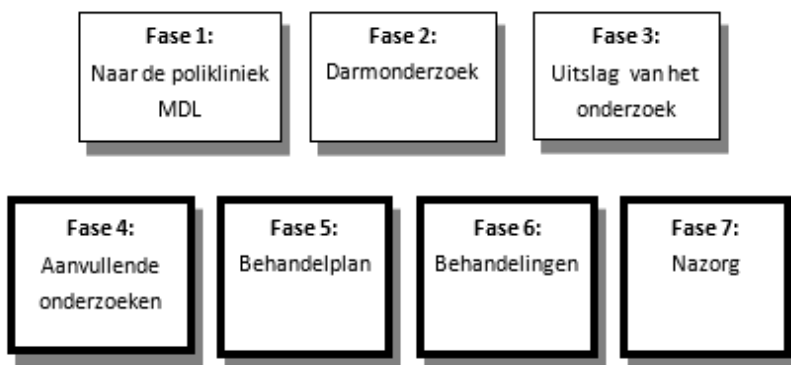 Fase 1:
Naar de polikliniek
MDL
Fase 2:
Darmonderzoek
Fase 3:
Uitslag van het
onderzoek
Fase 4:
Aanvullende
onderzoeken
Fase 5:
Behandelplan
Fase 6:
Behandelingen
Fase 7:
Nazorg